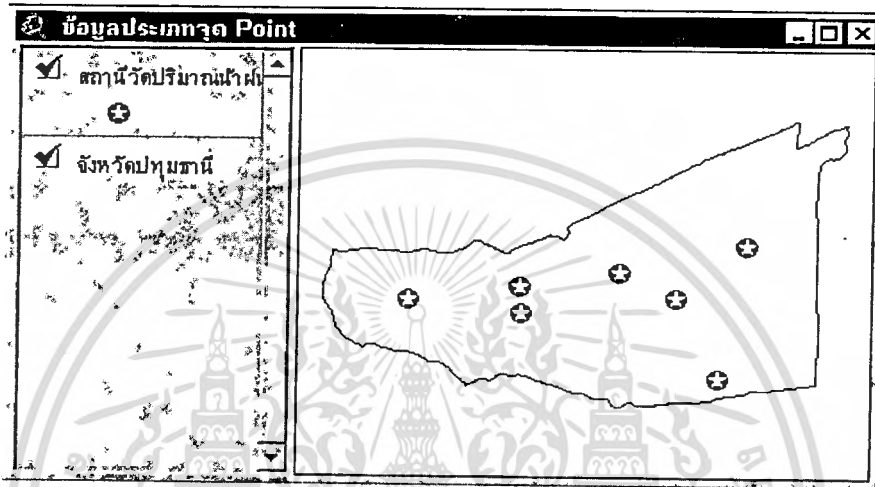 ข้อมูลประเภทจุด Point
สถานีวัดปริมาณน้ำฝน
จังหวัดปทุมธานี